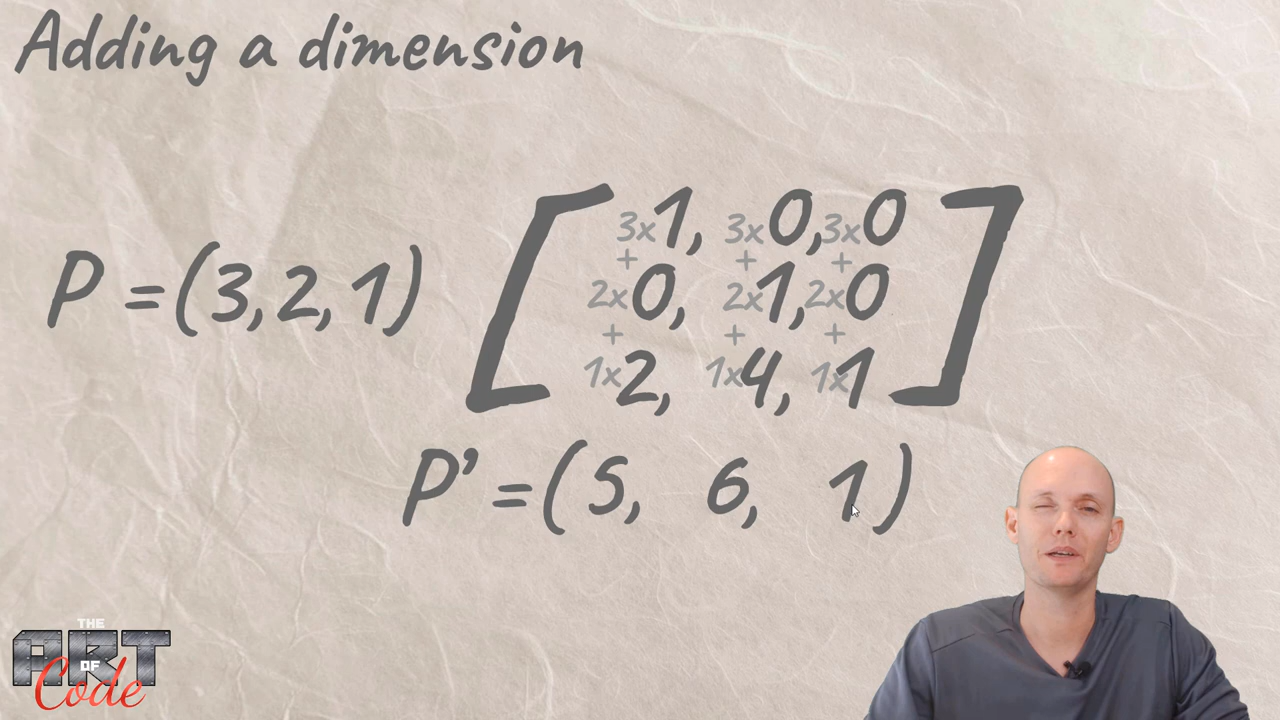 Adding a dimension
3x1, 3x0, 3x0
+ + +
P = (3, 2, 1)
2x0, 2x1, 2x0
+ + +
1x2, 1x4, 1x1
P' = (5, 6, 1)
THE
ART
OF
Code